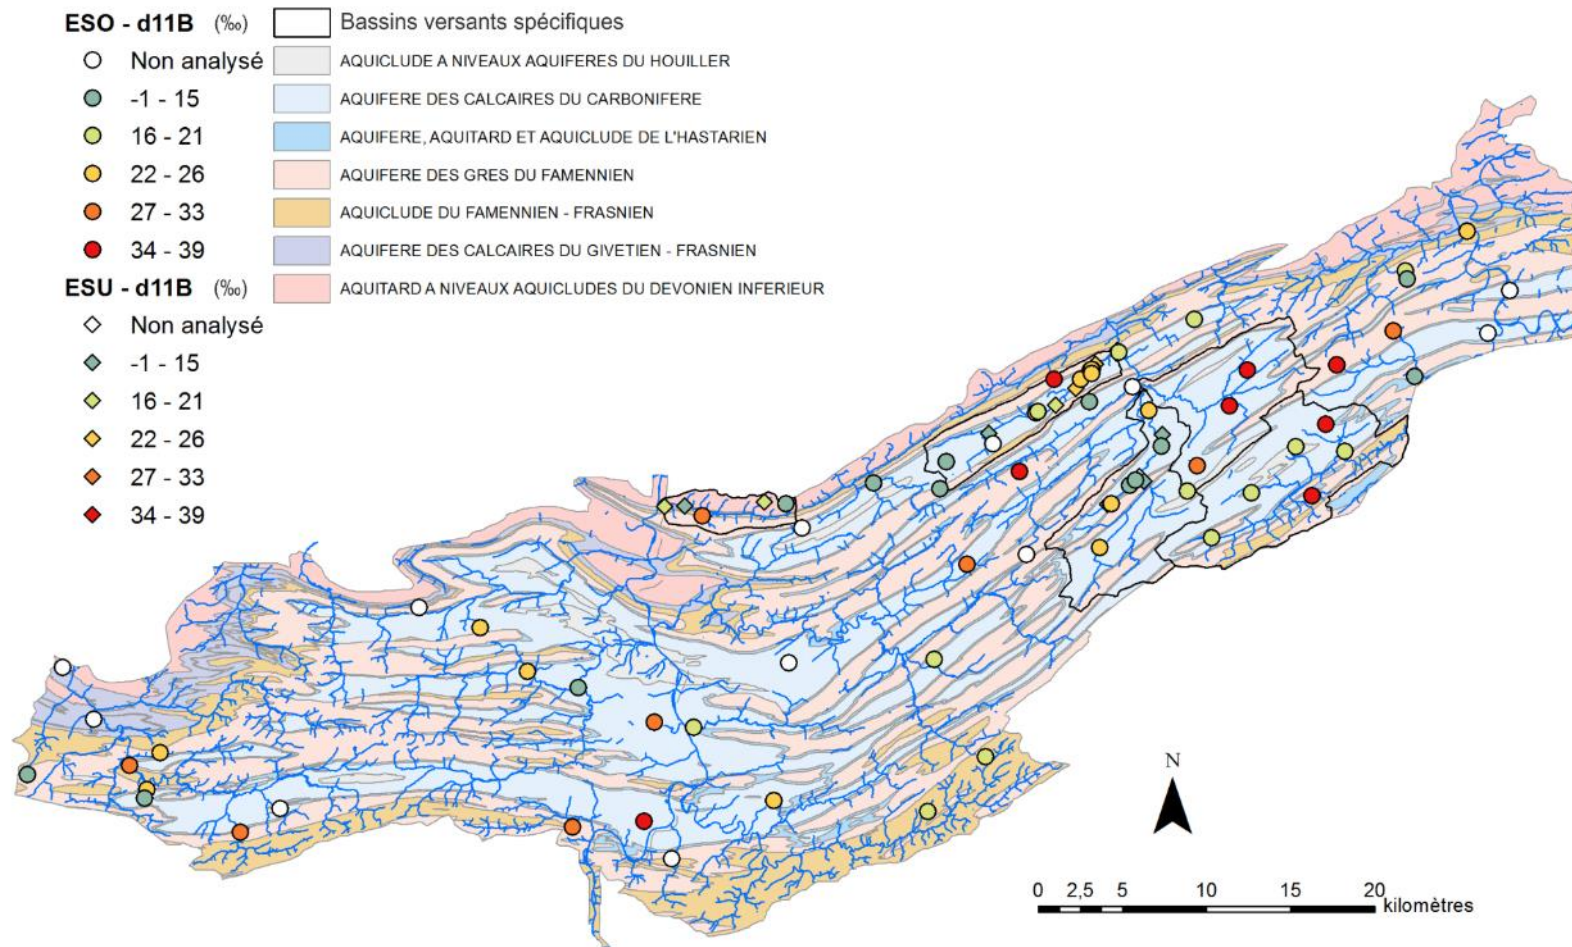 ESO - d11B (‰)
Non analysé
-1 - 15
16 - 21
22 - 26
27 - 33
34 - 39
ESU - d11B (‰)
Non analysé
-1 - 15
16 - 21
22 - 26
27 - 33
34 - 39
Bassins versants spécifiques
AQUICLUDE A NIVEAUX AQUIFERES DU HOUILLER
AQUIFERE DES CALCAIRES DU CARBONIFERE
AQUIFERE, AQUITARD ET AQUICLUDE DE L'HASTARIEN
AQUIFERE DES GRES DU FAMENNIEN
AQUICLUDE DU FAMENNIEN - FRASNIEN
AQUIFERE DES CALCAIRES DU GIVETIEN - FRASNIEN
AQUITARD A NIVEAUX AQUICLUDES DU DEVONIEN INFERIEUR
N
0 2,5 5 10 15 20
kilomètres